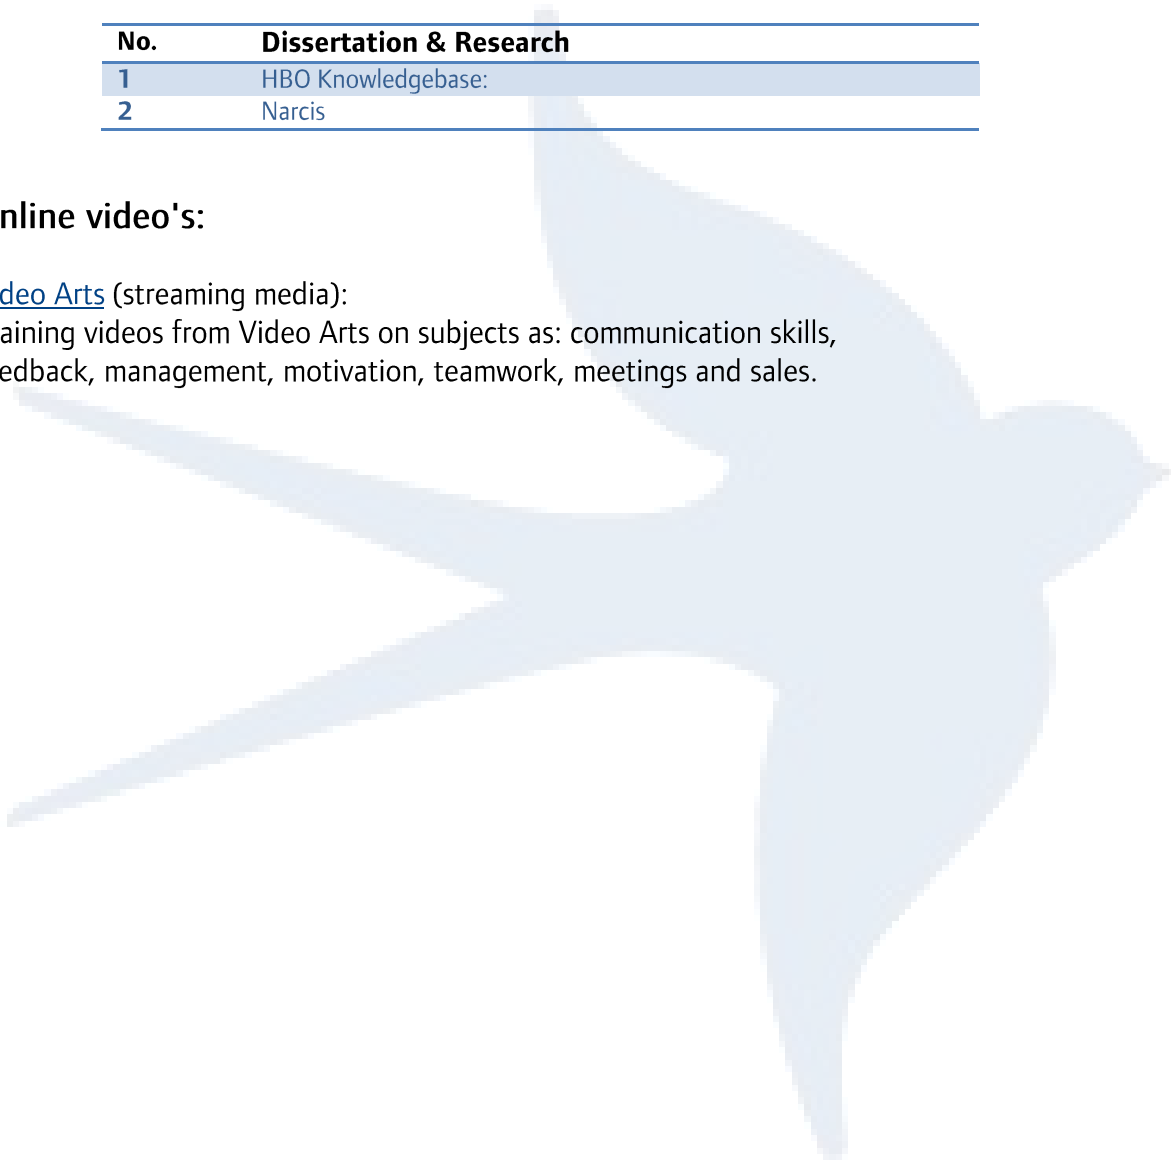 No. Dissertation & Research
1 HBO Knowledgebase:
2 Narcis
nline video's:
deo Arts (streaming media):
aining videos from Video Arts on subjects as: communication skills,
edback, management, motivation, teamwork, meetings and sales.